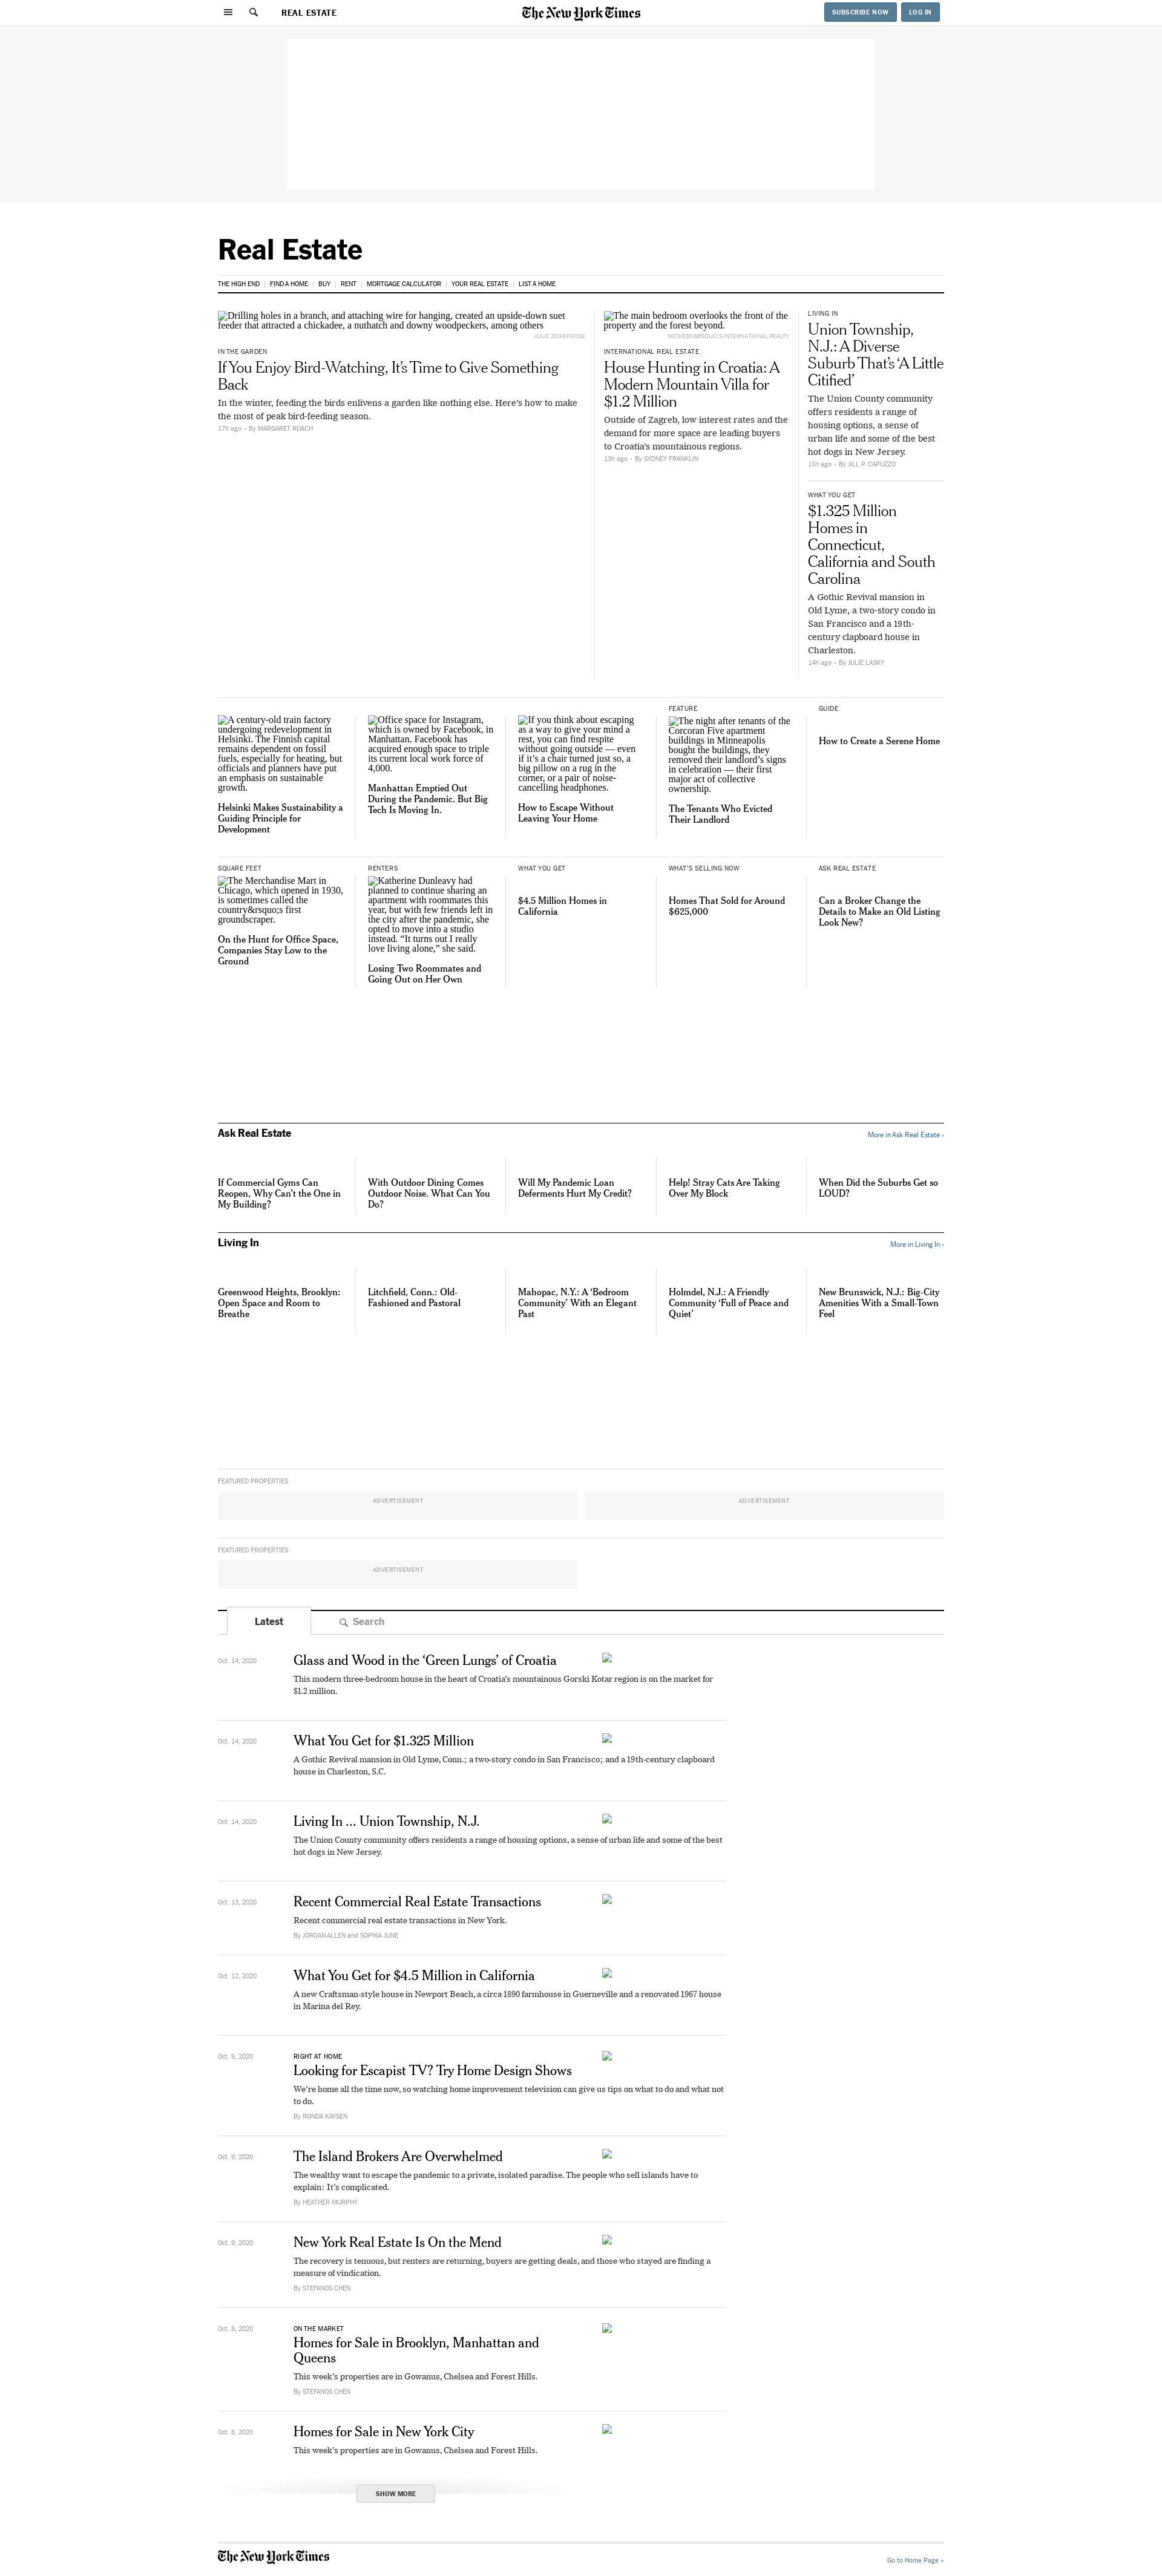 REAL ESTATE
The New York Times
SUBSCRIBE NOW
LOG IN
Real Estate
THE HIGH END
FIND A HOME
BUY
RENT
MORTGAGE CALCULATOR
YOUR REAL ESTATE
LIST A HOME
Drilling holes in a branch, and attaching wire for hanging, created an upside-down suet
feeder that attracted a chickadee, a nuthatch and downy woodpeckers, among others
JULIE ZICKEFOOSE
IN THE GARDEN
If You Enjoy Bird-Watching, It’s Time to Give Something
Back
In the winter, feeding the birds enlivens a garden like nothing else. Here’s how to make
the most of peak bird-feeding season.
17h ago • By MARGARET ROACH
The main bedroom overlooks the front of the
property and the forest beyond.
SOTHEBY&RSQUO;S INTERNATIONAL REALTY
INTERNATIONAL REAL ESTATE
House Hunting in Croatia: A
Modern Mountain Villa for
$1.2 Million
Outside of Zagreb, low interest rates and the
demand for more space are leading buyers
to Croatia’s mountainous regions.
13h ago • By SYDNEY FRANKLIN
LIVING IN
Union Township,
N.J.: A Diverse
Suburb That’s ‘A Little
Citified’
The Union County community
offers residents a range of
housing options, a sense of
urban life and some of the best
hot dogs in New Jersey.
15h ago • By JILL P. CAPUZZO
WHAT YOU GET
$1.325 Million
Homes in
Connecticut,
California and South
Carolina
A Gothic Revival mansion in
Old Lyme, a two-story condo in
San Francisco and a 19th-
century clapboard house in
Charleston.
14h ago • By JULIE LASKY
A century-old train factory
undergoing redevelopment in
Helsinki. The Finnish capital
remains dependent on fossil
fuels, especially for heating, but
officials and planners have put
an emphasis on sustainable
growth.
Helsinki Makes Sustainability a
Guiding Principle for
Development
Office space for Instagram,
which is owned by Facebook, in
Manhattan. Facebook has
acquired enough space to triple
its current local work force of
4,000.
Manhattan Emptied Out
During the Pandemic. But Big
Tech Is Moving In.
If you think about escaping
as a way to give your mind a
rest, you can find respite
without going outside — even
if it’s a chair turned just so, a
big pillow on a rug in the
corner, or a pair of noise-
cancelling headphones.
How to Escape Without
Leaving Your Home
FEATURE
The night after tenants of the
Corcoran Five apartment
buildings in Minneapolis
bought the buildings, they
removed their landlord’s signs
in celebration — their first
major act of collective
ownership.
The Tenants Who Evicted
Their Landlord
GUIDE
How to Create a Serene Home
SQUARE FEET
The Merchandise Mart in
Chicago, which opened in 1930,
is sometimes called the
country&rsquo;s first
groundscraper.
On the Hunt for Office Space,
Companies Stay Low to the
Ground
RENTERS
Katherine Dunleavy had
planned to continue sharing an
apartment with roommates this
year, but with few friends left in
the city after the pandemic, she
opted to move into a studio
instead. “It turns out I really
love living alone,” she said.
Losing Two Roommates and
Going Out on Her Own
WHAT YOU GET
$4.5 Million Homes in
California
WHAT’S SELLING NOW
Homes That Sold for Around
$625,000
ASK REAL ESTATE
Can a Broker Change the
Details to Make an Old Listing
Look New?
Ask Real Estate
More in Ask Real Estate ›
If Commercial Gyms Can
Reopen, Why Can’t the One in
My Building?
With Outdoor Dining Comes
Outdoor Noise. What Can You
Do?
Will My Pandemic Loan
Deferments Hurt My Credit?
Help! Stray Cats Are Taking
Over My Block
When Did the Suburbs Get so
LOUD?
Living In
More in Living In ›
Greenwood Heights, Brooklyn:
Open Space and Room to
Breathe
Litchfield, Conn.: Old-
Fashioned and Pastoral
Mahopac, N.Y.: A ‘Bedroom
Community’ With an Elegant
Past
Holmdel, N.J.: A Friendly
Community ‘Full of Peace and
Quiet’
New Brunswick, N.J.: Big-City
Amenities With a Small-Town
Feel
FEATURED PROPERTIES
ADVERTISEMENT
ADVERTISEMENT
FEATURED PROPERTIES
ADVERTISEMENT
Latest
Search
Oct. 14, 2020
Glass and Wood in the ‘Green Lungs’ of Croatia
This modern three-bedroom house in the heart of Croatia’s mountainous Gorski Kotar region is on the market for
$1.2 million.
Oct. 14, 2020
What You Get for $1.325 Million
A Gothic Revival mansion in Old Lyme, Conn.; a two-story condo in San Francisco; and a 19th-century clapboard
house in Charleston, S.C.
Oct. 14, 2020
Living In ... Union Township, N.J.
The Union County community offers residents a range of housing options, a sense of urban life and some of the best
hot dogs in New Jersey.
Oct. 13, 2020
Recent Commercial Real Estate Transactions
Recent commercial real estate transactions in New York.
By JORDAN ALLEN and SOPHIA JUNE
Oct. 12, 2020
What You Get for $4.5 Million in California
A new Craftsman-style house in Newport Beach, a circa 1890 farmhouse in Guerneville and a renovated 1967 house
in Marina del Rey.
Oct. 9, 2020
RIGHT AT HOME
Looking for Escapist TV? Try Home Design Shows
We’re home all the time now, so watching home improvement television can give us tips on what to do and what not
to do.
By RONDA KAYSEN
Oct. 9, 2020
The Island Brokers Are Overwhelmed
The wealthy want to escape the pandemic to a private, isolated paradise. The people who sell islands have to
explain: It’s complicated.
By HEATHER MURPHY
Oct. 9, 2020
New York Real Estate Is On the Mend
The recovery is tenuous, but renters are returning, buyers are getting deals, and those who stayed are finding a
measure of vindication.
By STEFANOS CHEN
Oct. 8, 2020
ON THE MARKET
Homes for Sale in Brooklyn, Manhattan and
Queens
This week’s properties are in Gowanus, Chelsea and Forest Hills.
By STEFANOS CHEN
Oct. 8, 2020
Homes for Sale in New York City
This week’s properties are in Gowanus, Chelsea and Forest Hills.
SHOW MORE
The New York Times
Go to Home Page »